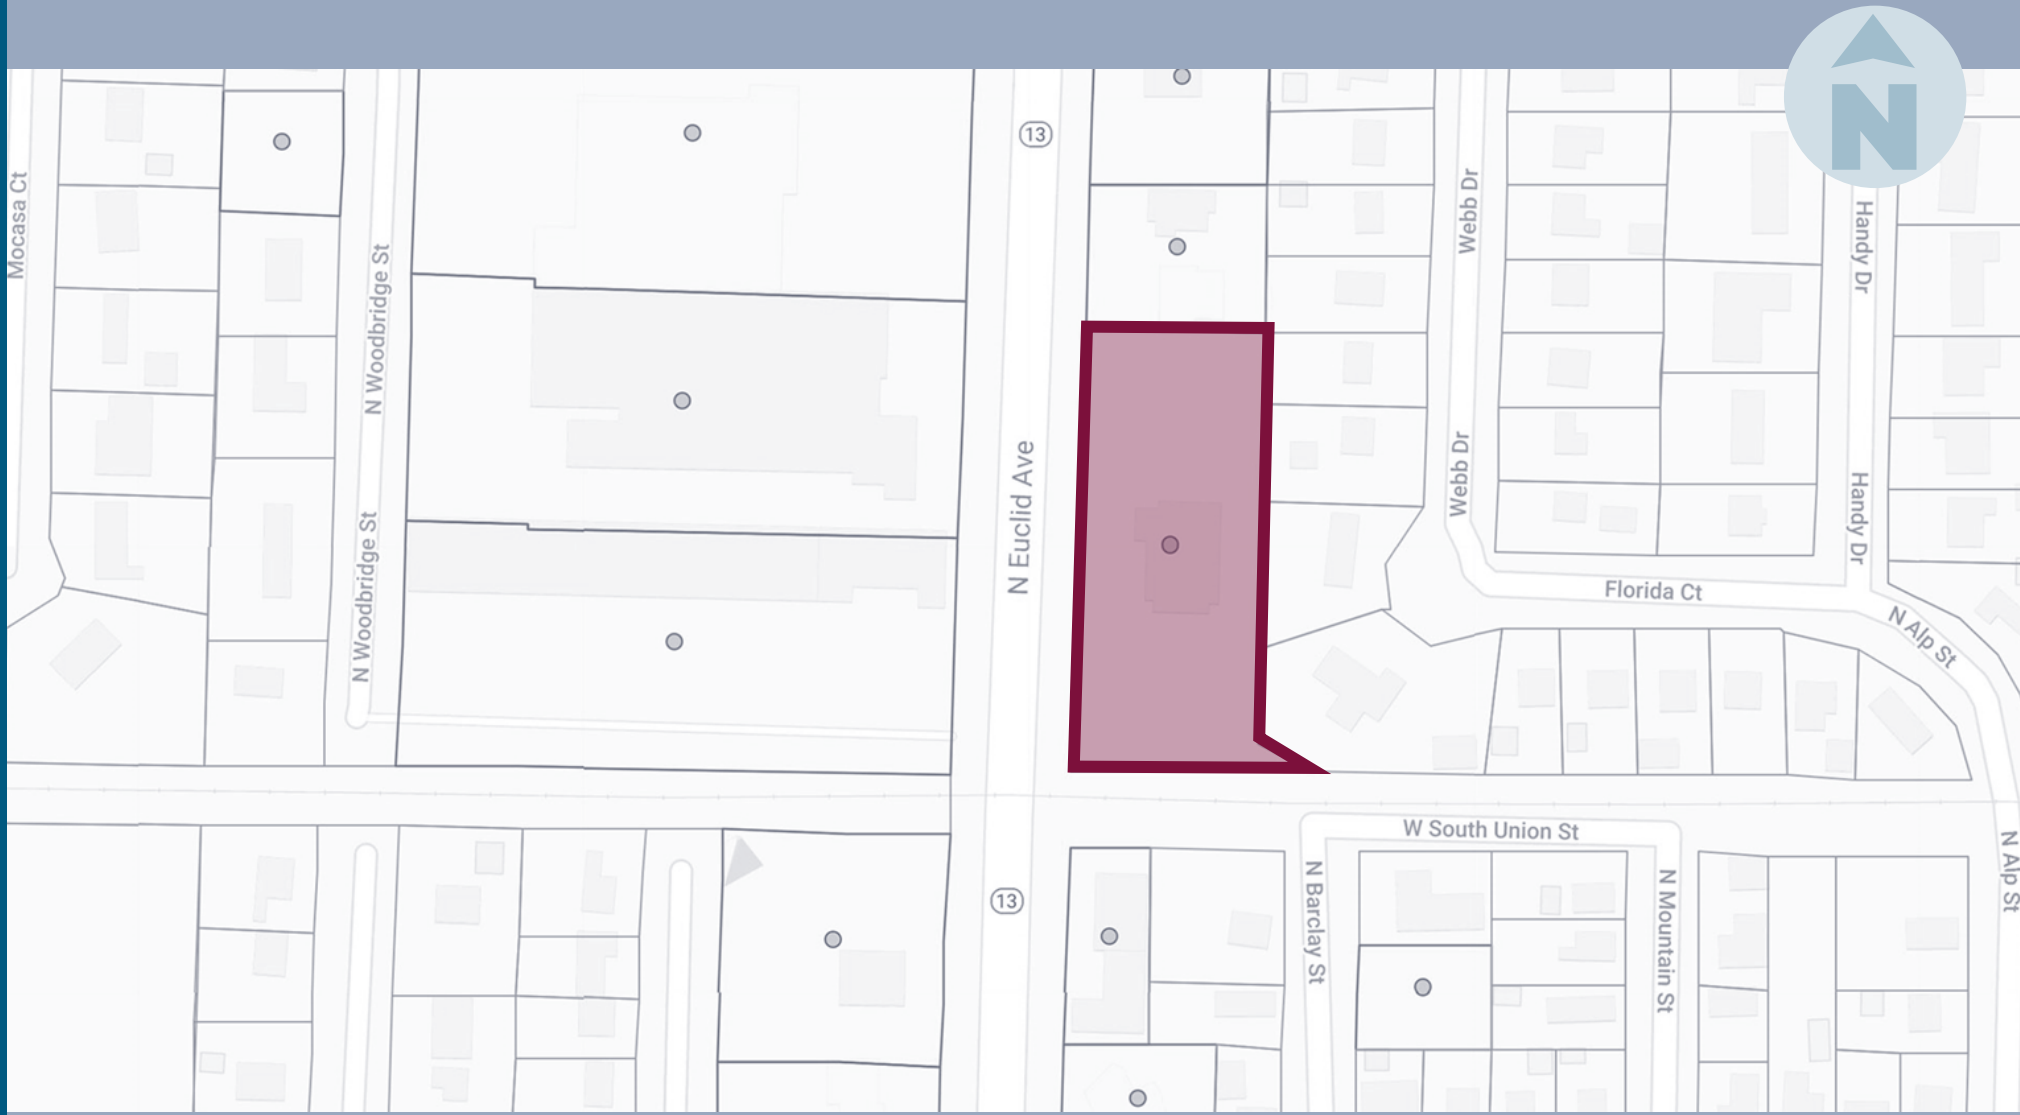 N
13
Mocasa Ct
N Woodbridge St
Webb Dr
Handy Dr
N Euclid Ave
Webb Dr
Handy Dr
N Woodbridge St
Florida Ct
N Alp St
W South Union St
13
N Barclay St
N Mountain St
N Alp St